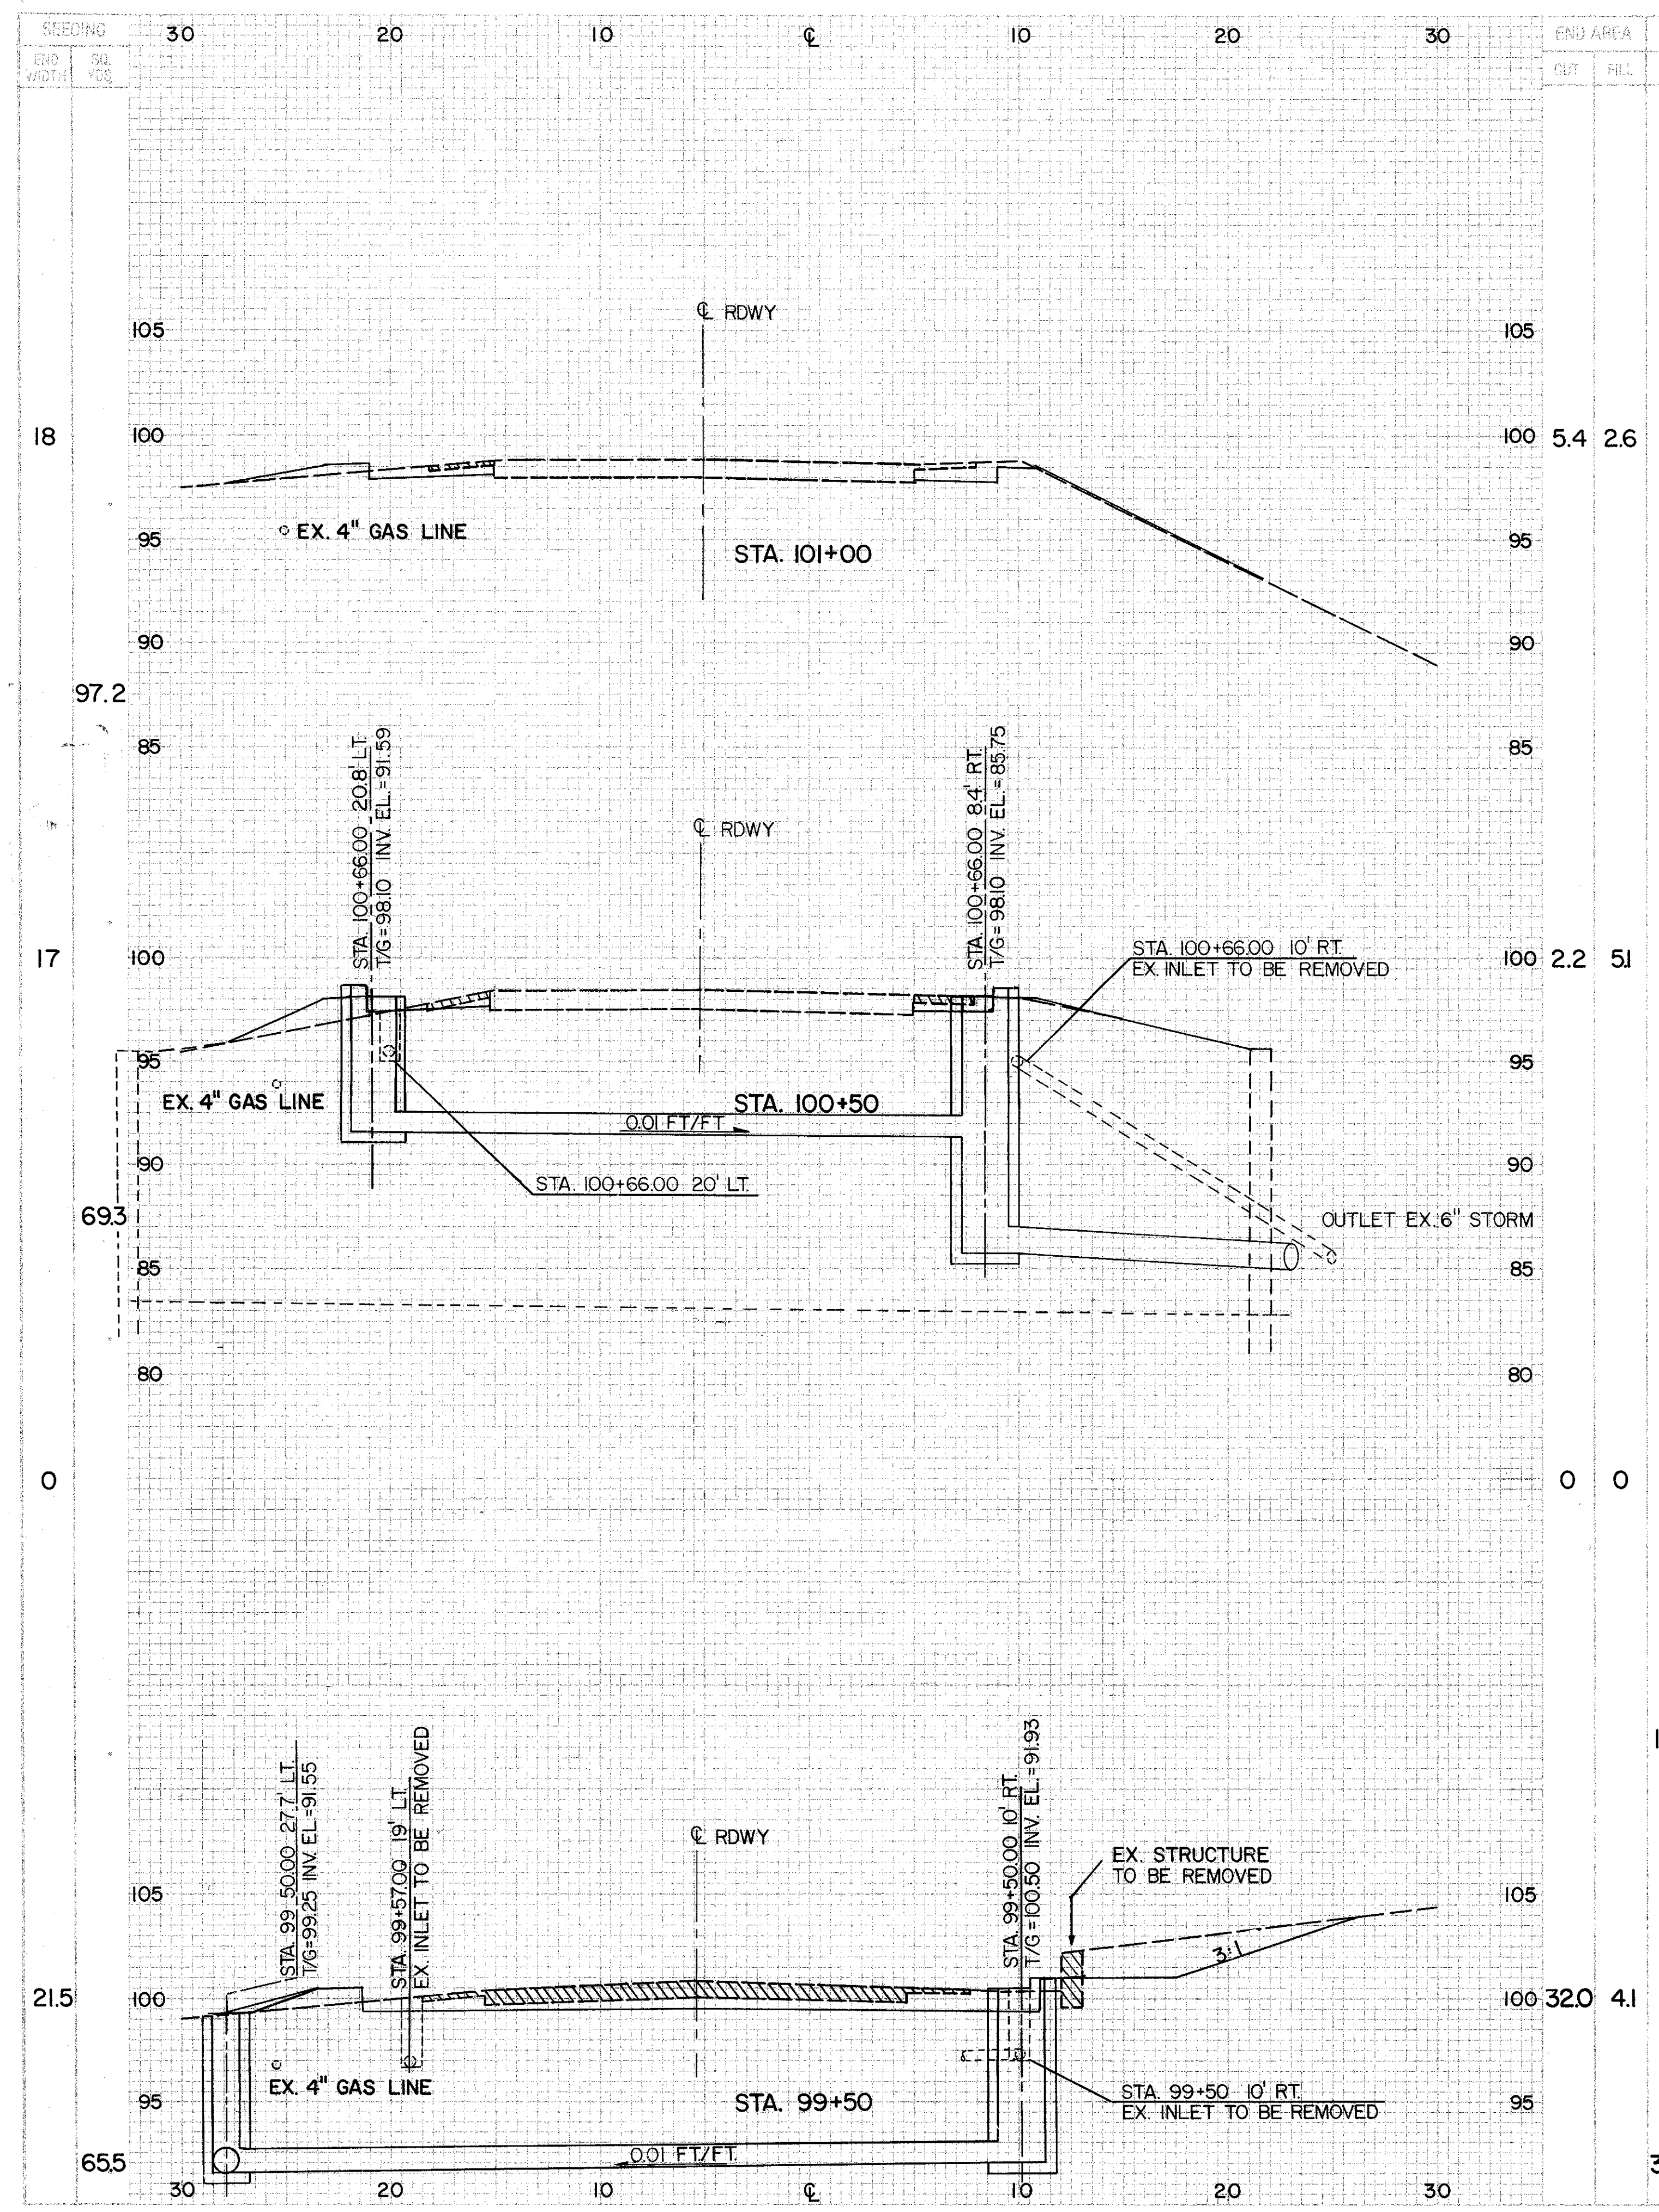 SEEDING
END WIDTH
SQ. YDS.
30 20 10 ℄ 10 20 30
END AREA
CUT FILL
℄ RDWY
105 105
18 100 100 5.4 2.6
EX. 4" GAS LINE
95 95
STA. 101+00
90 90
97.2
85 85
STA. 100+66.00 20.8' LT.
T/G=98.10 INV. EL.=91.59
STA. 100+66.00 8.4' RT.
T/G=98.10 INV. EL.=85.75
℄ RDWY
STA. 100+66.00 10' RT.
EX. INLET TO BE REMOVED
17 100 100 2.2 5.1
95 95
EX. 4" GAS LINE
STA. 100+50
0.01 FT/FT
90 90
STA. 100+66.00 20' LT.
69.3
OUTLET EX. 6" STORM
85 85
80 80
0 0 0
STA. 99 50.00 27.7' LT.
T/G=99.25 INV. EL.=91.55
STA. 99+57.00 19' LT.
EX. INLET TO BE REMOVED
STA. 99+50.00 10' RT.
T/G=100.50 INV. EL.=91.93
℄ RDWY
EX. STRUCTURE
TO BE REMOVED
105 105
3:1
21.5 100 100 32.0 4.1
EX. 4" GAS LINE
95 95
STA. 99+50
STA. 99+50 10' RT.
EX. INLET TO BE REMOVED
0.01 FT./FT.
65.5
30 20 10 ℄ 10 20 30